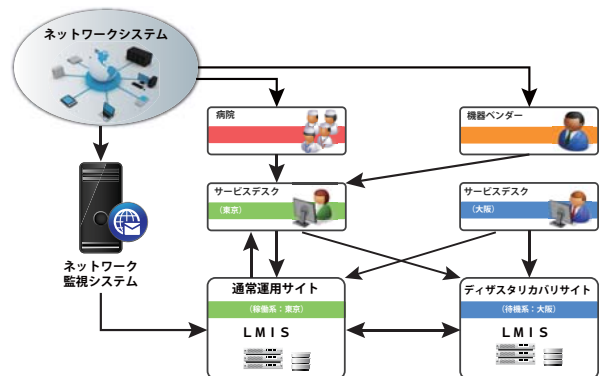 ネットワークシステム
病院
機器ベンダー
サービスデスク
（東京）
サービスデスク
（大阪）
ネットワーク
監視システム
通常運用サイト
（稼働系：東京）
LMIS
ディザスタリカバリサイト
（待機系：大阪）
LMIS